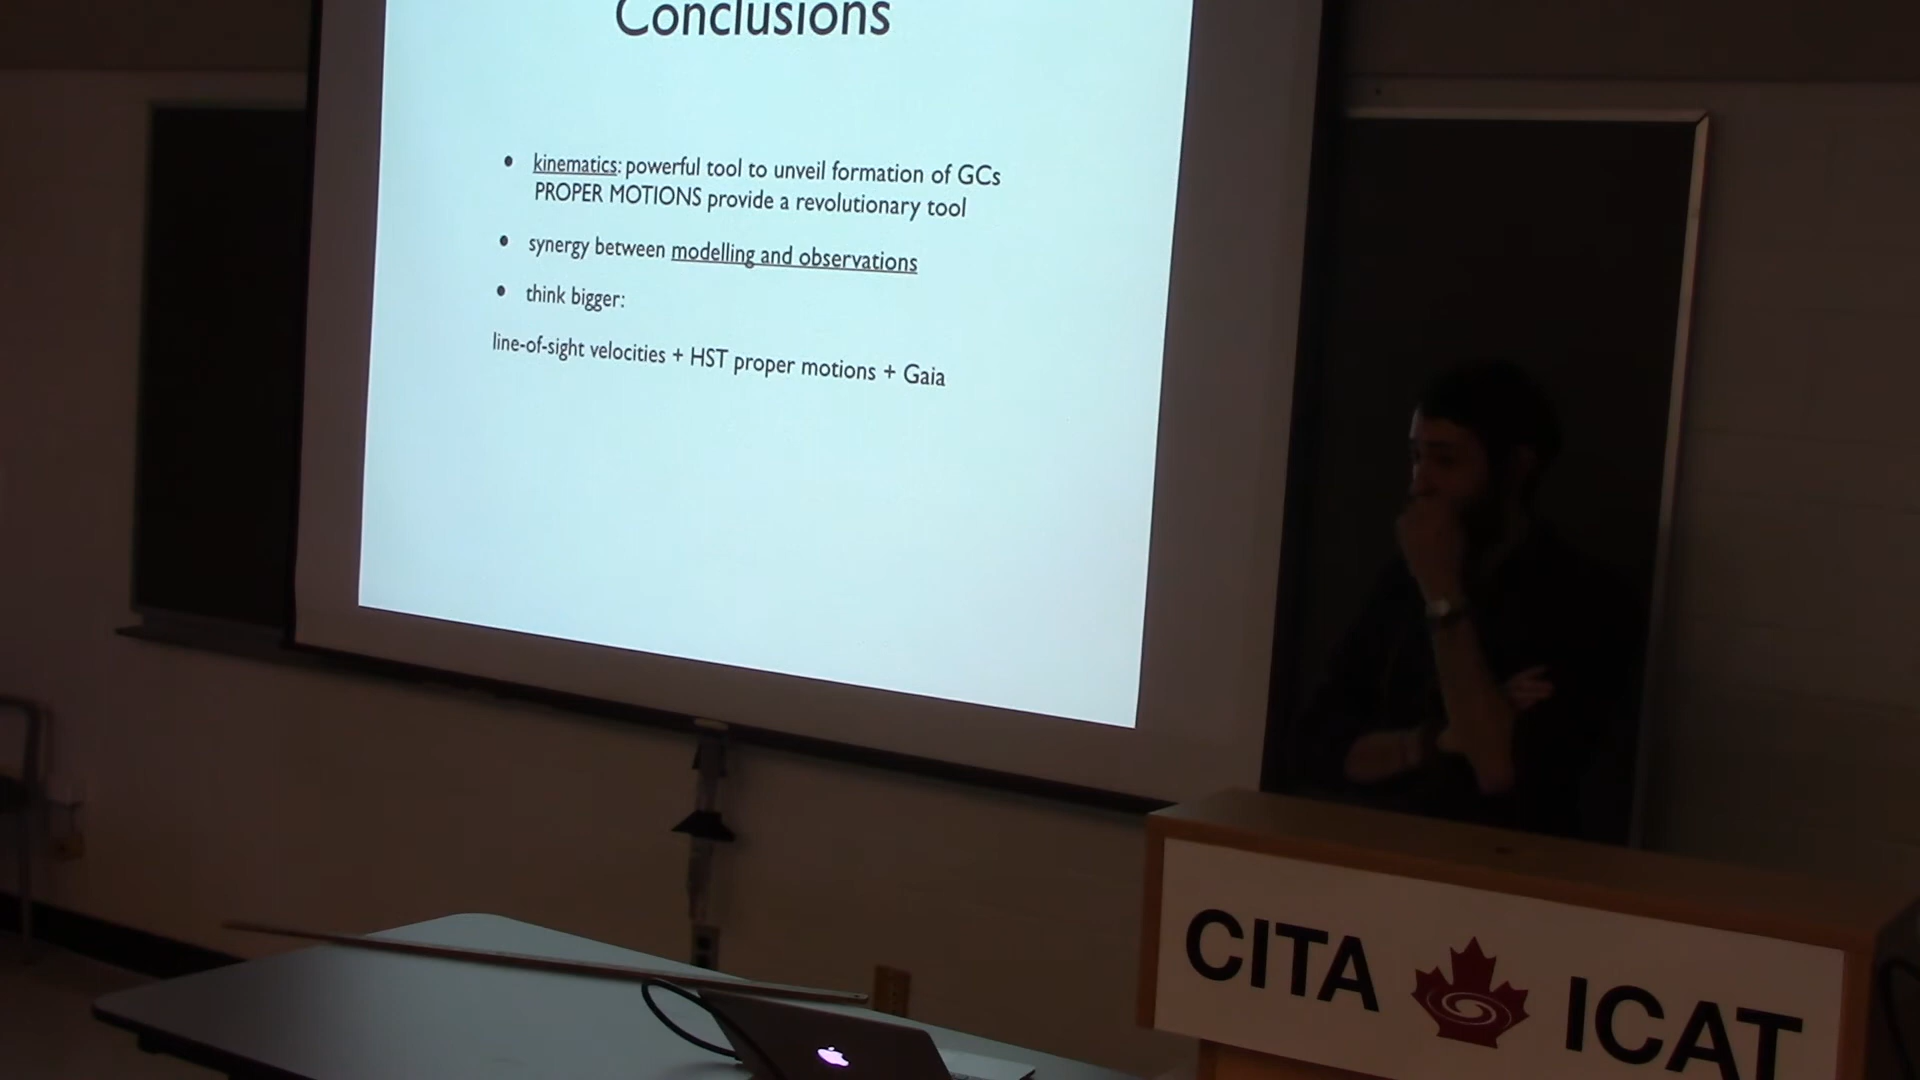 Conclusions
• kinematics: powerful tool to unveil formation of GCs
PROPER MOTIONS provide a revolutionary tool
• synergy between modelling and observations
• think bigger:
line-of-sight velocities + HST proper motions + Gaia
CITA ICAT